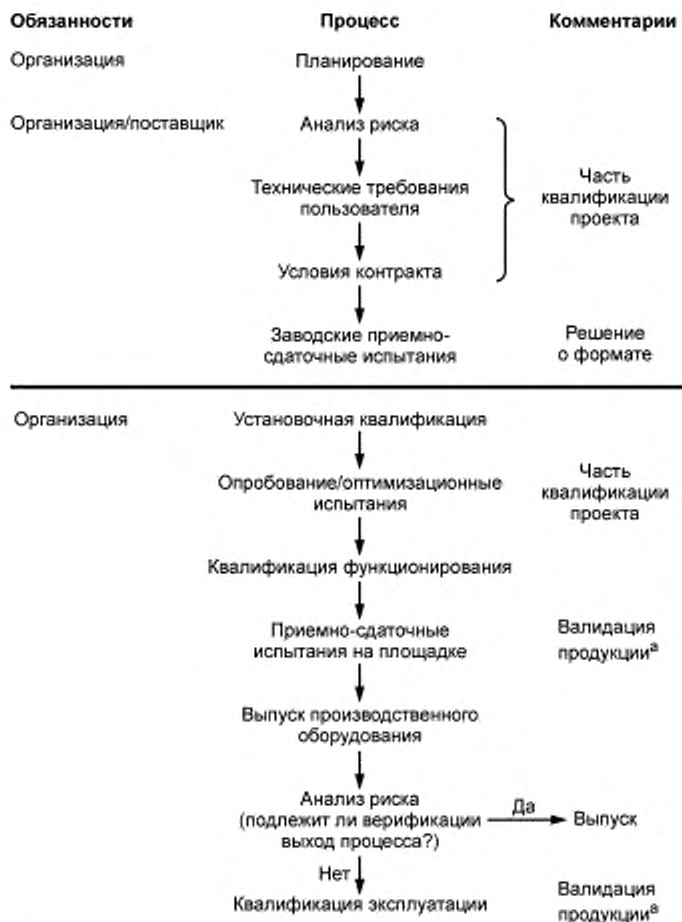 Обязанности Процесс Комментарии
Организация Планирование
Организация/поставщик Анализ риска
Технические требования
пользователя
Часть
квалификации
проекта
Условия контракта
Заводские приемно-
сдаточные испытания
Решение
о формате
Организация Установочная квалификация
Опробование/оптимизационные
испытания
Часть
квалификации
проекта
Квалификация функционирования
Приемно-сдаточные
испытания на площадке
Валидация
продукцииª
Выпуск производственного
оборудования
Анализ риска
(подлежит ли верификации
выход процесса?)
Да
Выпуск
Нет
Квалификация эксплуатации
Валидация
продукцииª